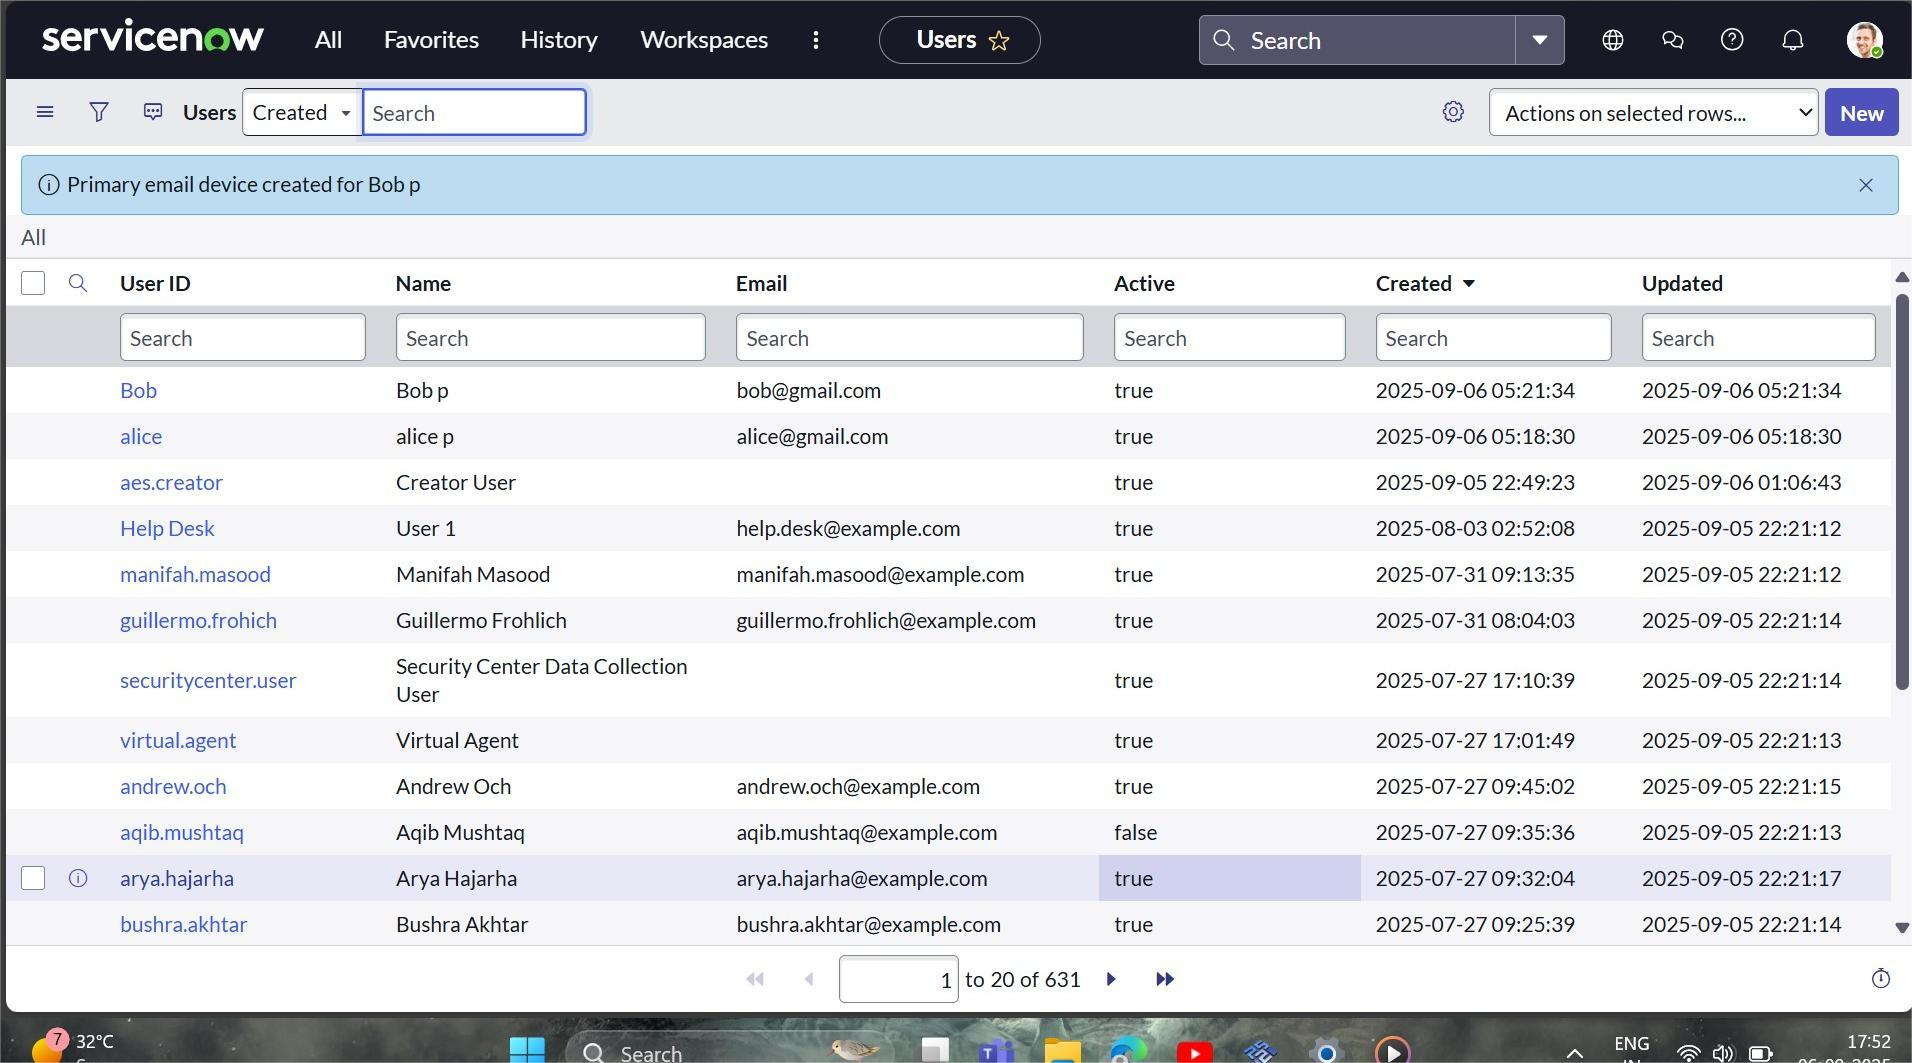 servicenow All Favorites History Workspaces Users Search
Users Created Search Actions on selected rows... New
Primary email device created for Bob p
All
User ID Name Email Active Created Updated
Search Search Search Search Search Search
Bob Bob p bob@gmail.com true 2025-09-06 05:21:34 2025-09-06 05:21:34
alice alice p alice@gmail.com true 2025-09-06 05:18:30 2025-09-06 05:18:30
aes.creator Creator User true 2025-09-05 22:49:23 2025-09-06 01:06:43
Help Desk User 1 help.desk@example.com true 2025-08-03 02:52:08 2025-09-05 22:21:12
manifah.masood Manifah Masood manifah.masood@example.com true 2025-07-31 09:13:35 2025-09-05 22:21:12
guillermo.frohich Guillermo Frohlich guillermo.frohlich@example.com true 2025-07-31 08:04:03 2025-09-05 22:21:14
securitycenter.user Security Center Data Collection User true 2025-07-27 17:10:39 2025-09-05 22:21:14
virtual.agent Virtual Agent true 2025-07-27 17:01:49 2025-09-05 22:21:13
andrew.och Andrew Och andrew.och@example.com true 2025-07-27 09:45:02 2025-09-05 22:21:15
aqib.mushtaq Aqib Mushtaq aqib.mushtaq@example.com false 2025-07-27 09:35:36 2025-09-05 22:21:13
arya.hajarha Arya Hajarha arya.hajarha@example.com true 2025-07-27 09:32:04 2025-09-05 22:21:17
bushra.akhtar Bushra Akhtar bushra.akhtar@example.com true 2025-07-27 09:25:39 2025-09-05 22:21:14
1 to 20 of 631
7 32°C Search ENG 17:52